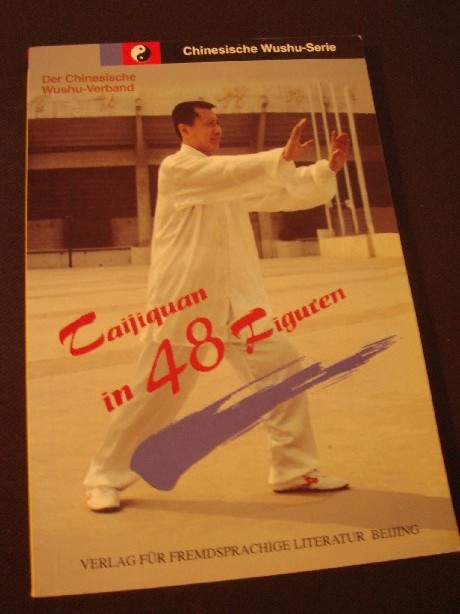 Chinesische Wushu-Serie
Der Chinesische
Wushu-Verband
Taijiquan
in 48 Figuren
VERLAG FÜR FREMDSPRACHIGE LITERATUR BEIJING